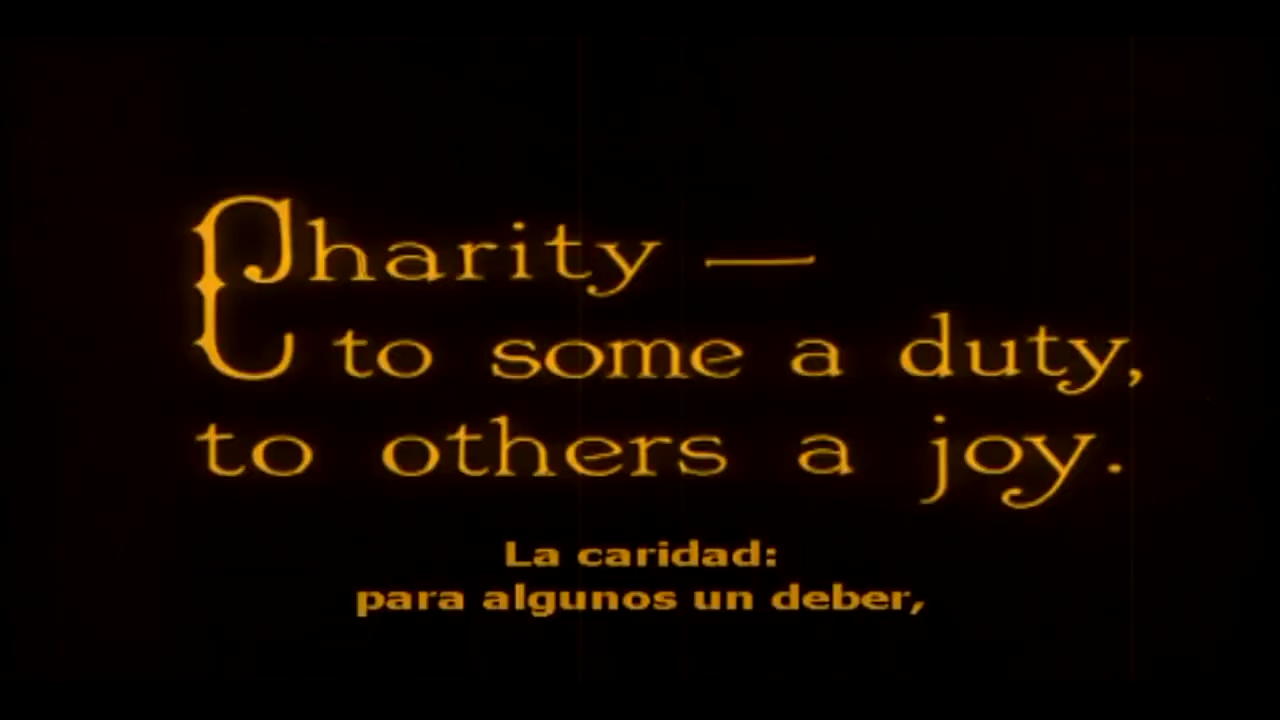 Charity —
to some a duty,
to others a joy.
La caridad:
para algunos un deber,